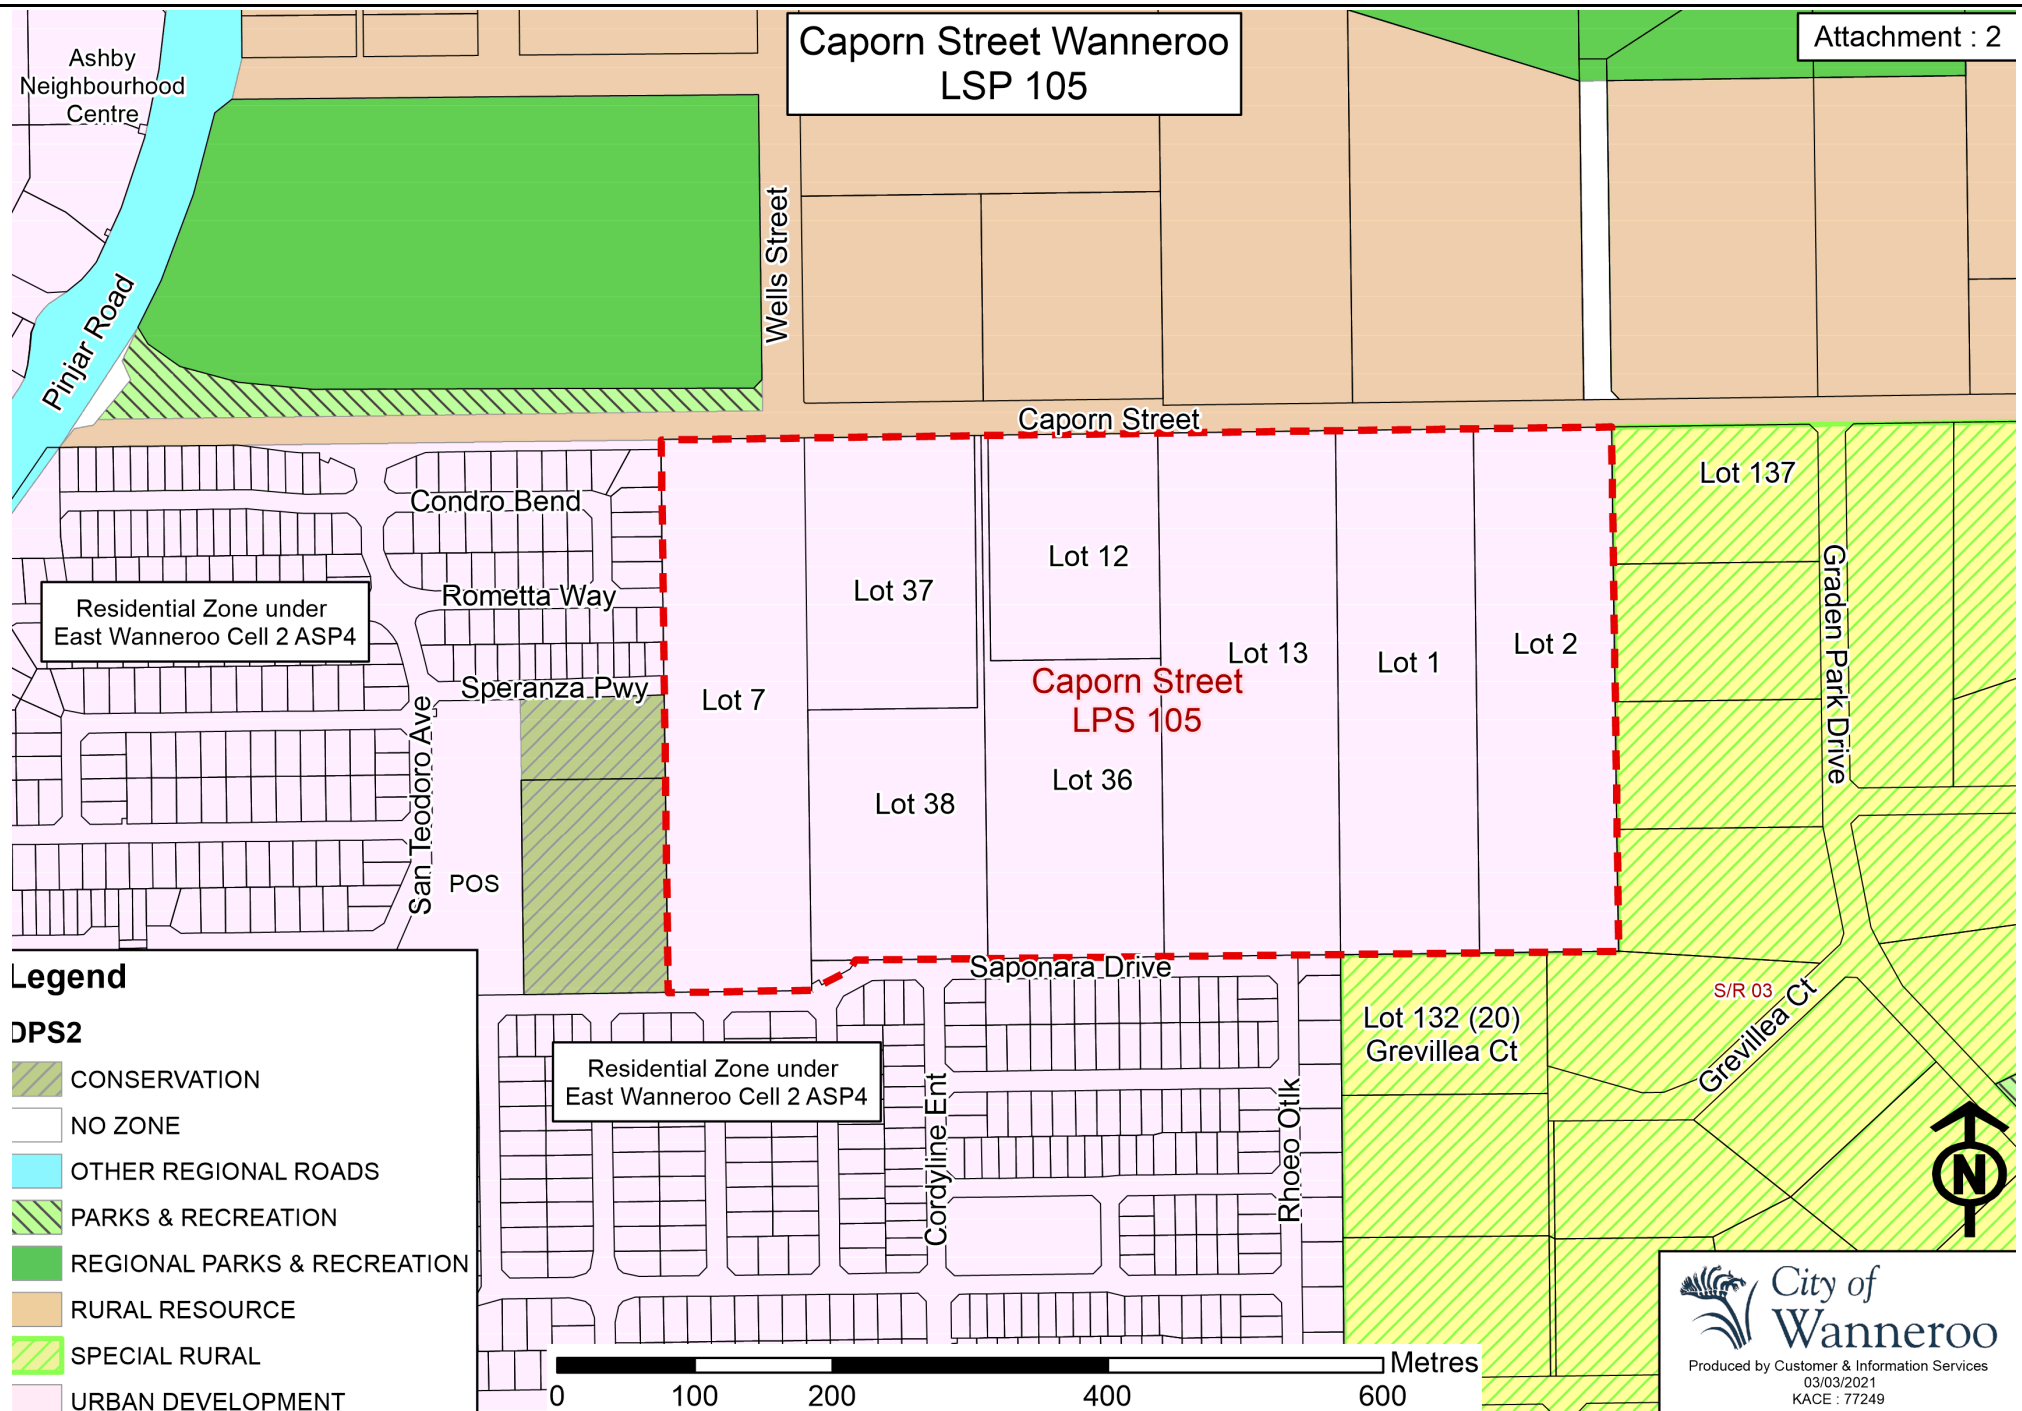 Caporn Street Wanneroo
LSP 105
Attachment : 2
Ashby
Neighbourhood
Centre
Pinjar Road
Wells Street
Caporn Street
Condro Bend
Rometta Way
Speranza Pwy
San Teodoro Ave
POS
Residential Zone under
East Wanneroo Cell 2 ASP4
Lot 7
Lot 37
Lot 38
Lot 12
Lot 36
Lot 13
Lot 1
Lot 2
Caporn Street
LPS 105
Lot 137
Graden Park Drive
Saponara Drive
Lot 132 (20)
Grevillea Ct
S/R 03
Grevillea Ct
Residential Zone under
East Wanneroo Cell 2 ASP4
Cordyline Ent
Rhoeo Otlk
Legend
DPS2
CONSERVATION
NO ZONE
OTHER REGIONAL ROADS
PARKS & RECREATION
REGIONAL PARKS & RECREATION
RURAL RESOURCE
SPECIAL RURAL
URBAN DEVELOPMENT
Metres
0 100 200 400 600
N
City of
Wanneroo
Produced by Customer & Information Services
03/03/2021
KACE : 77249